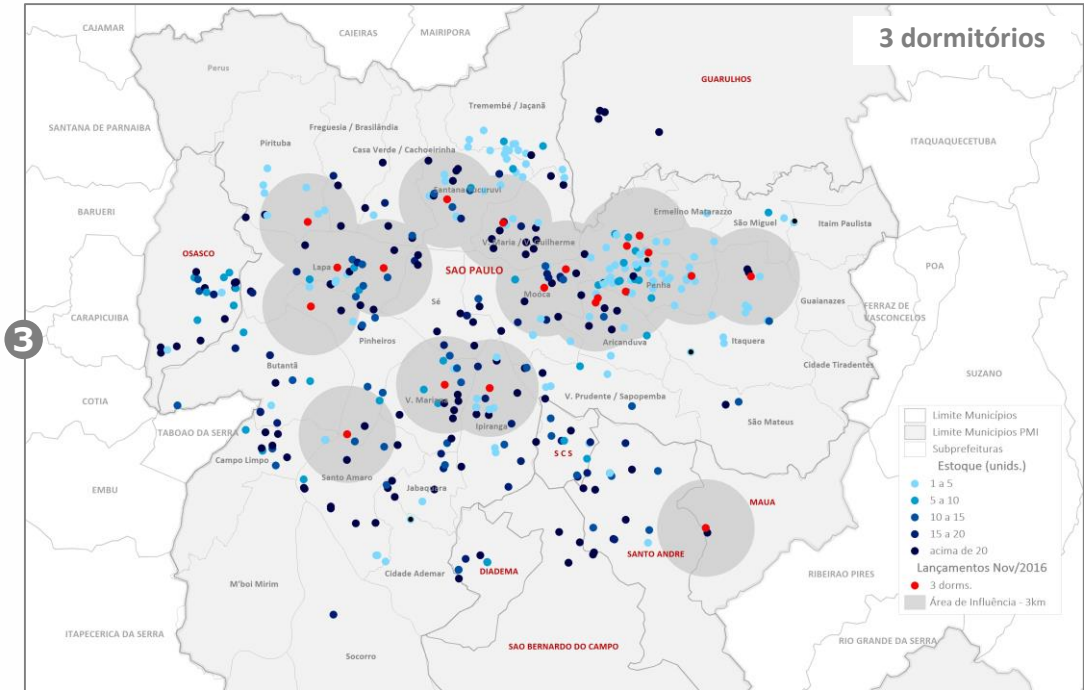 3 dormitórios
CAJAMAR
CAIEIRAS
MAIRIPORA
Perus
GUARULHOS
Tremembé / Jaçanã
SANTANA DE PARNAIBA
Freguesia / Brasilândia
Pirituba
Casa Verde / Cachoeirinha
ITAQUAQUECETUBA
Santana/Tucuruvi
Ermelino Matarazzo
BARUERI
São Miguel
Itaim Paulista
V. Maria / V. Guilherme
OSASCO
Lapa
SAO PAULO
POA
Penha
Sé
Mooca
Guaianazes
FERRAZ DE
VASCONCELOS
CARAPICUIBA
3
Pinheiros
Aricanduva
Itaquera
Butantã
Cidade Tiradentes
SUZANO
COTIA
V. Mariana
V. Prudente / Sapopemba
TABOAO DA SERRA
Ipiranga
São Mateus
Campo Limpo
S C S
Santo Amaro
EMBU
Jabaquara
MAUA
SANTO ANDRE
Cidade Ademar
DIADEMA
M'boi Mirim
RIBEIRAO PIRES
ITAPECERICA DA SERRA
SAO BERNARDO DO CAMPO
RIO GRANDE DA SERRA
Socorro
Limite Municípios
Limite Municípios PMI
Subprefeituras
Estoque (unids.)
1 a 5
5 a 10
10 a 15
15 a 20
acima de 20
Lançamentos Nov/2016
3 dorms.
Área de Influência - 3km